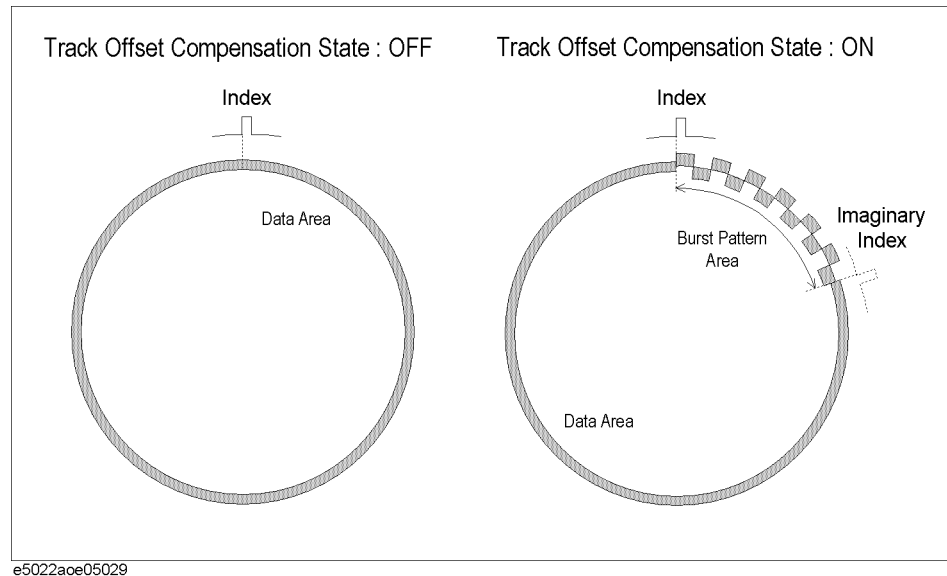 Track Offset Compensation State : OFF
Index
Data Area
Track Offset Compensation State : ON
Index
Imaginary
Index
Burst Pattern
Area
Data Area
e5022aoe05029